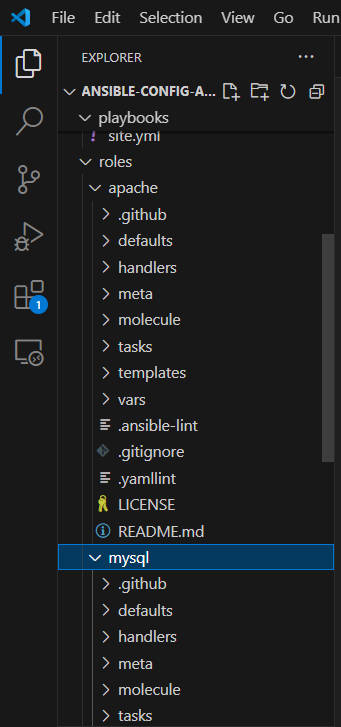 File Edit Selection View Go Run
EXPLORER
ANSIBLE-CONFIG-A...
playbooks
site.yml
roles
apache
.github
defaults
handlers
meta
molecule
tasks
templates
vars
.ansible-lint
.gitignore
.yamllint
LICENSE
README.md
mysql
.github
defaults
handlers
1
meta
molecule
tasks